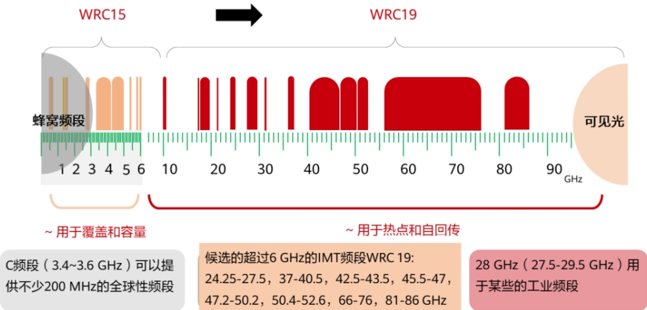 WRC15
WRC19
蜂窝频段
可见光
1 2 3 4 5 6 10 20 30 40 50 60 70 80 90 GHz
~ 用于覆盖和容量
~ 用于热点和自回传
C频段（3.4~3.6 GHz）可以提
供不少200 MHz的全球性频段
候选的超过6 GHz的IMT频段WRC 19:
24.25-27.5，37-40.5，42.5-43.5，45.5-47，
47.2-50.2，50.4-52.6，66-76，81-86 GHz
28 GHz（27.5-29.5 GHz）用
于某些的工业频段